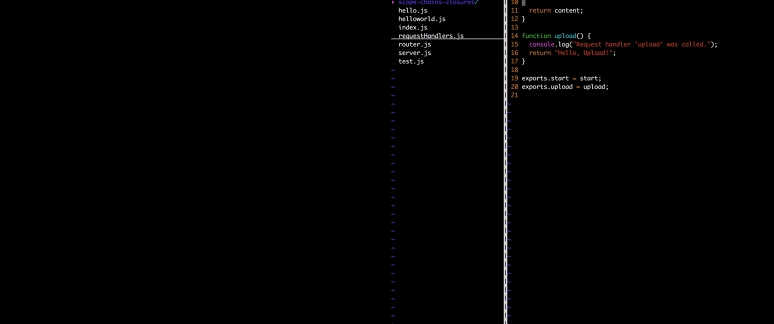 ▸ scope-chains-closures/
hello.js
helloworld.js
index.js
requestHandlers.js
router.js
server.js
test.js
10
11 return content;
12 }
13
14 function upload() {
15 console.log("Request handler 'upload' was called.");
16 return "Hello, Upload!";
17 }
18
19 exports.start = start;
20 exports.upload = upload;
21